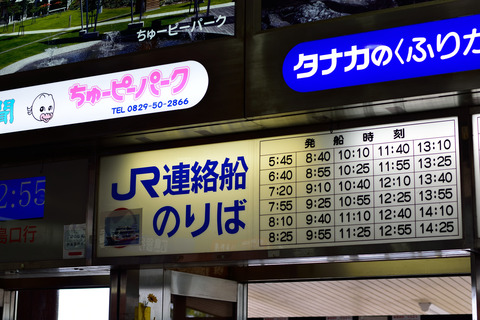 ちゅーピーパーク
聞 ちゅーピーパーク
TEL 0829-50-2866
タナカのくふりか
JR連絡船
のりば
発船時刻
5:45 8:40 10:10 11:40 13:10
6:40 8:55 10:25 11:55 13:25
7:20 9:10 10:40 12:10 13:40
7:55 9:25 10:55 12:25 13:55
8:10 9:40 11:10 12:40 14:10
8:25 9:55 11:25 12:55 14:25
2:55
島口行